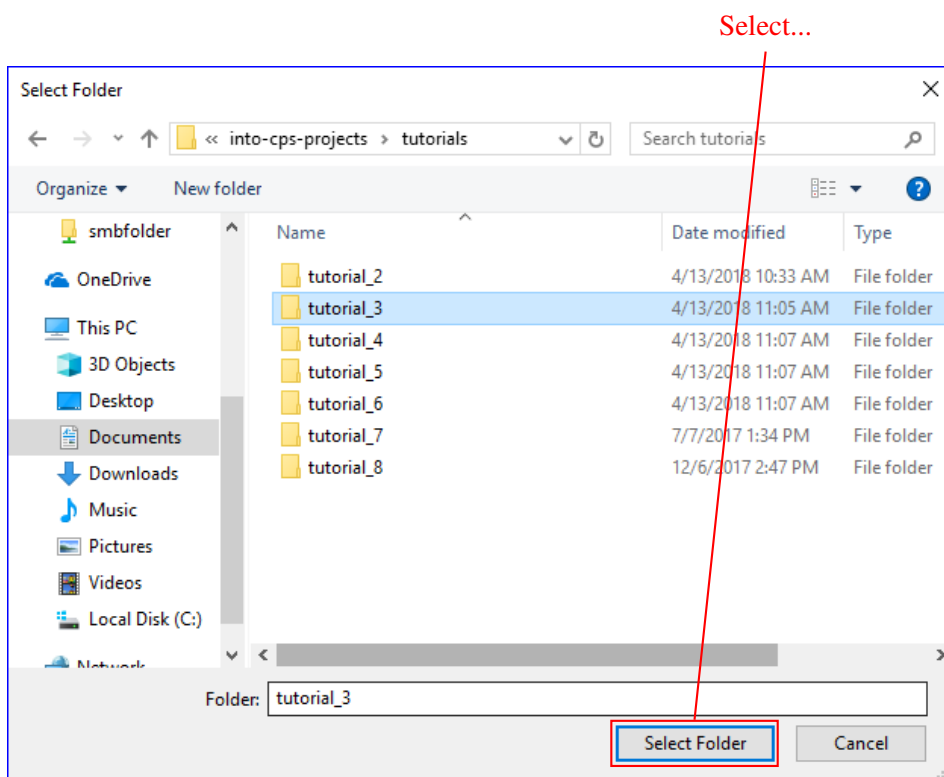 Select...
Select Folder
« into-cps-projects > tutorials
Search tutorials
Organize
New folder
?
smbfolder
OneDrive
This PC
3D Objects
Desktop
Documents
Downloads
Music
Pictures
Videos
Local Disk (C:)
Network
Name Date modified Type
tutorial_2 4/13/2018 10:33 AM File folder
tutorial_3 4/13/2018 11:05 AM File folder
tutorial_4 4/13/2018 11:07 AM File folder
tutorial_5 4/13/2018 11:07 AM File folder
tutorial_6 4/13/2018 11:07 AM File folder
tutorial_7 7/7/2017 1:34 PM File folder
tutorial_8 12/6/2017 2:47 PM File folder
Folder: tutorial_3
Select Folder Cancel